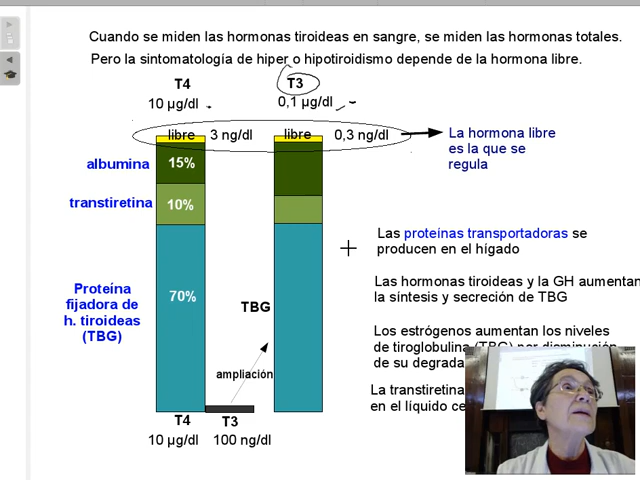 Cuando se miden las hormonas tiroideas en sangre, se miden las hormonas totales.
Pero la sintomatología de hiper o hipotiroidismo depende de la hormona libre.
T4
T3
10 µg/dl
0,1 µg/dl
libre
3 ng/dl
libre
0,3 ng/dl
La hormona libre
es la que se
regula
albumina
15%
transtiretina
10%
Las proteínas transportadoras se
producen en el hígado
Las hormonas tiroideas y la GH aumentan
la síntesis y secreción de TBG
Proteína
fijadora de
h. tiroideas
(TBG)
70%
TBG
Los estrógenos aumentan los niveles
de tiroglobulina (TBG) por disminución
de su degrada
ampliación
La transtiretina
en el líquido
T4
T3
10 µg/dl
100 ng/dl